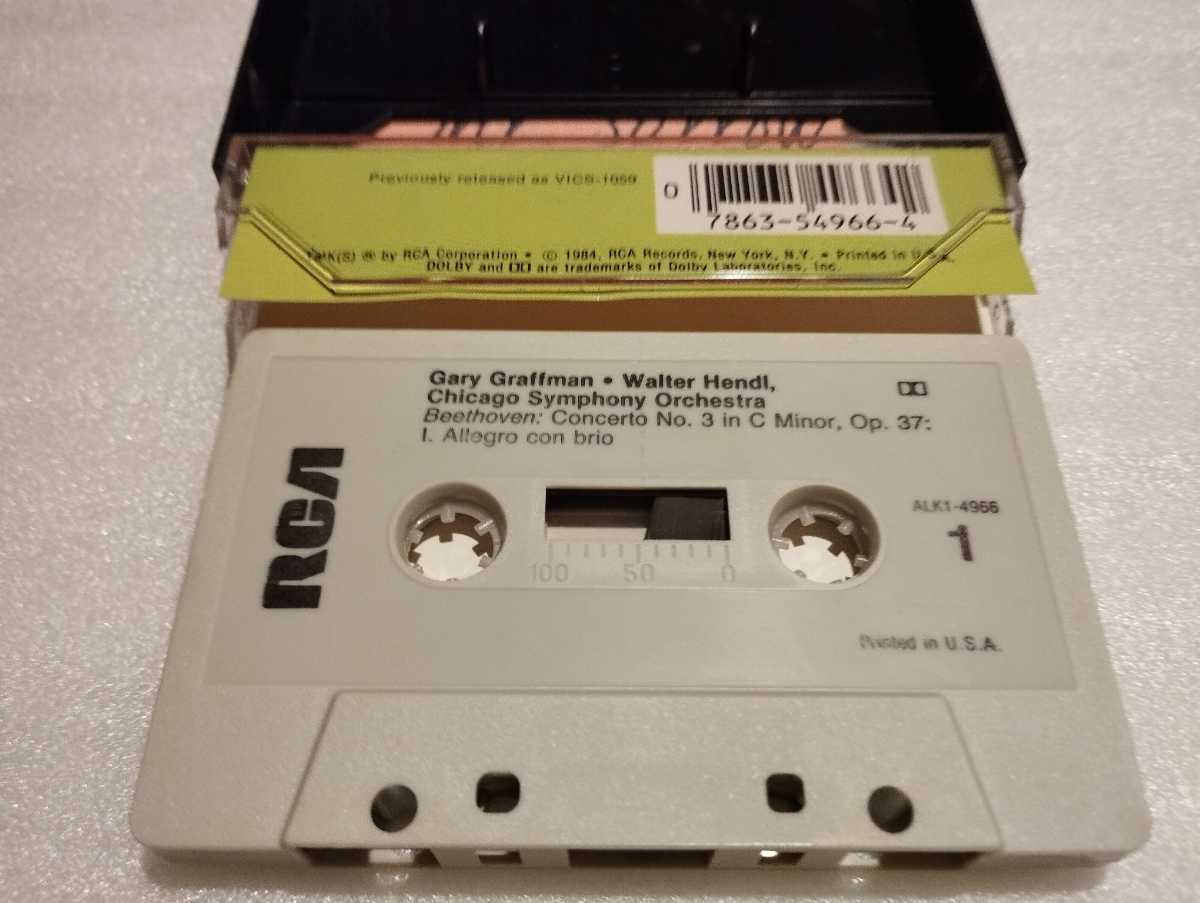 Previously released as VICS-1059
0
7863-54966-4
TMK(S) ® by RCA Corporation • © 1984, RCA Records, New York, N.Y. • Printed in U.S.A.
DOLBY and are trademarks of Dolby Laboratories, Inc.
Gary Graffman • Walter Hendl,
Chicago Symphony Orchestra
Beethoven: Concerto No. 3 in C Minor, Op. 37:
I. Allegro con brio
RCA
ALK1-4966
1
100 50 0
Printed in U.S.A.